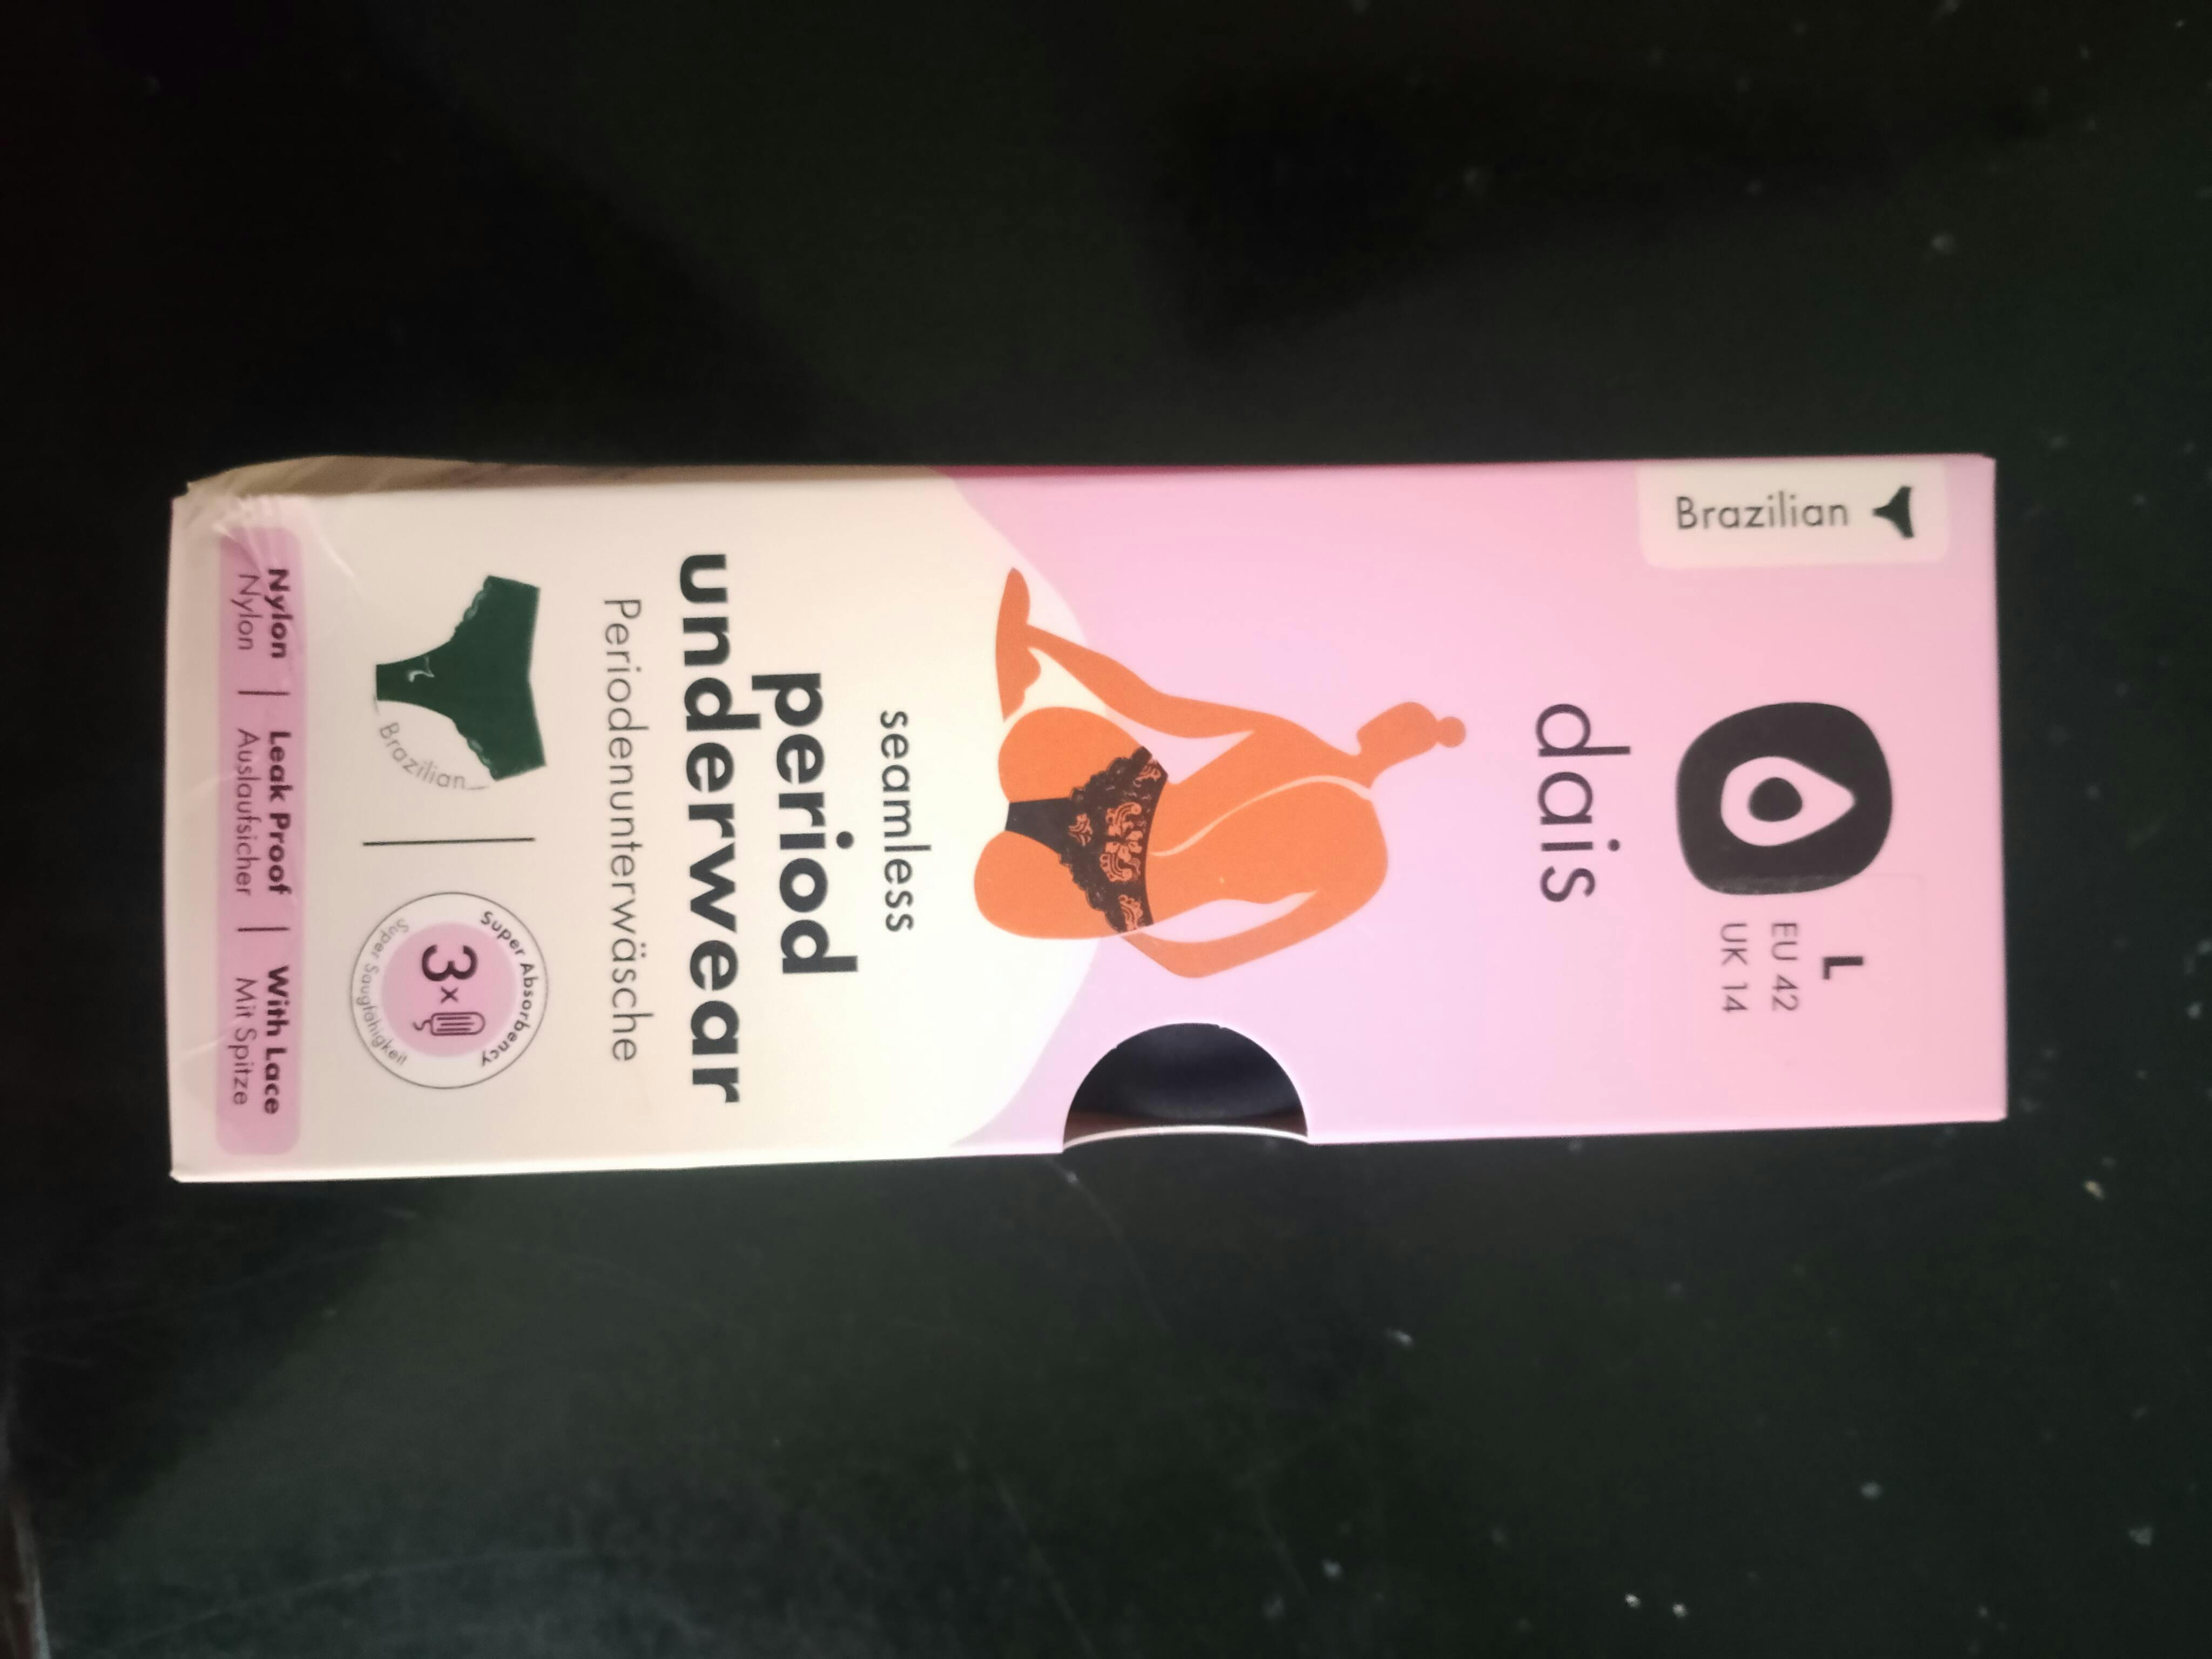 Brazilian
L
EU 42
UK 14
dais
seamless
period
underwear
Periodenunterwäsche
Brazilian
Super Absorbency
3x
Super Saugfähigkeit
Nylon | Leak Proof | With Lace
Nylon | Auslaufsicher | Mit Spitze